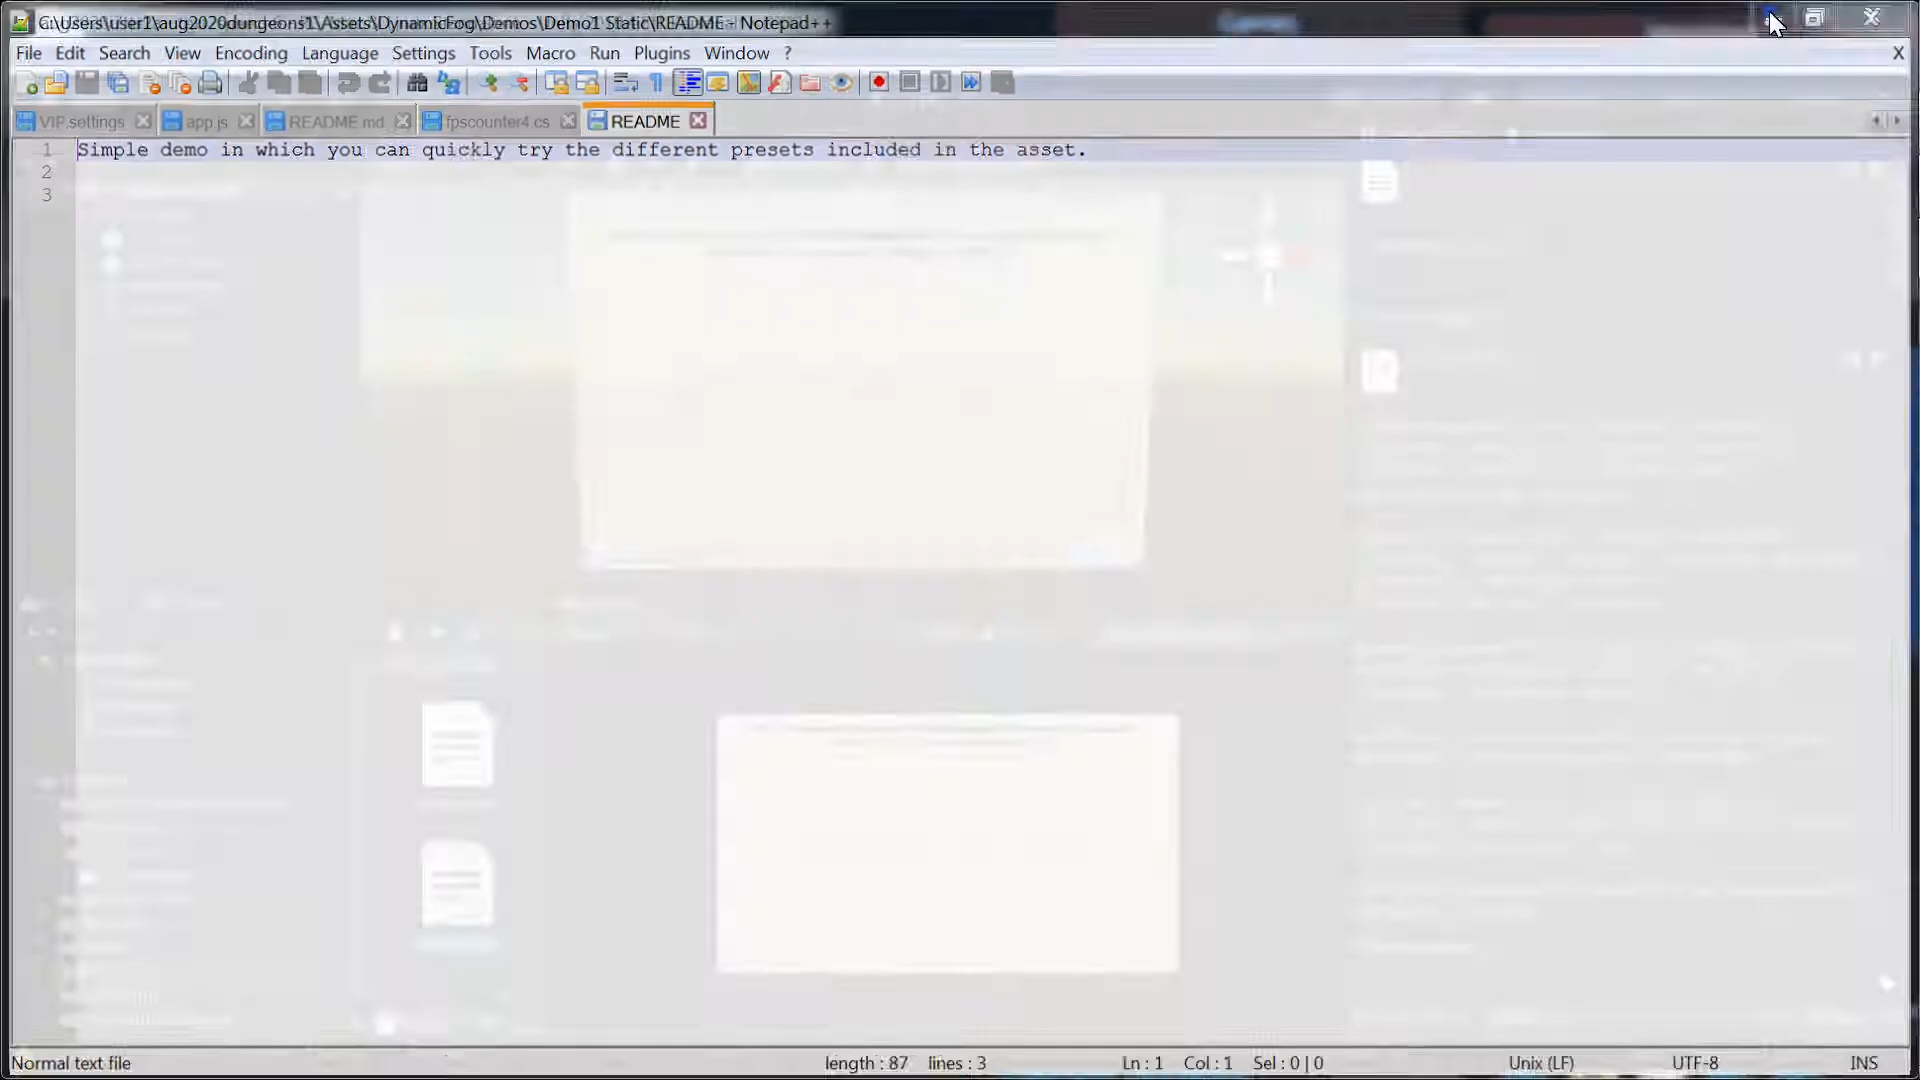 C:\Users\user1\aug2020dungeons1\Assets\DynamicFog\Demos\Demo1 Static\README - Notepad++
File Edit Search View Encoding Language Settings Tools Macro Run Plugins Window ? X
VIP.settings app.js README.md fpscounter4.cs README
1 Simple demo in which you can quickly try the different presets included in the asset.
2
3
Normal text file length : 87 lines : 3 Ln : 1 Col : 1 Sel : 0 | 0 Unix (LF) UTF-8 INS